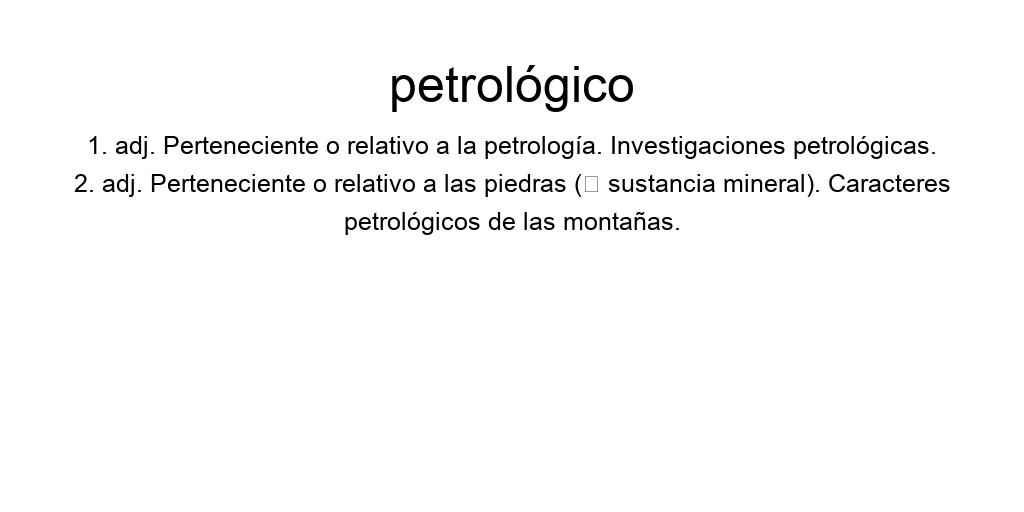 petrológico
1. adj. Perteneciente o relativo a la petrología. Investigaciones petrológicas.
2. adj. Perteneciente o relativo a las piedras (▯ sustancia mineral). Caracteres
petrológicos de las montañas.